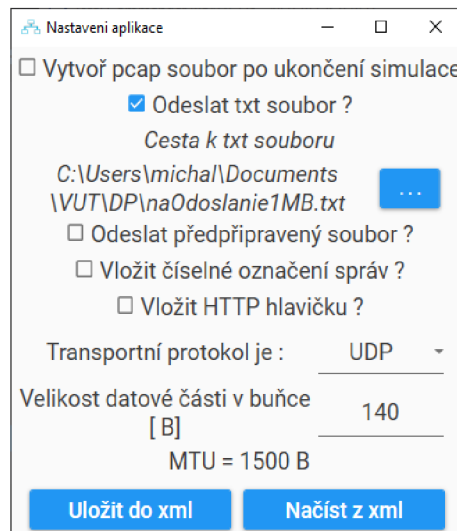 Nastaveni aplikace
Vytvoř pcap soubor po ukončení simulace
Odeslat txt soubor ?
Cesta k txt souboru
C:\Users\michal\Documents
\VUT\DP\naOdoslanie1MB.txt
...
Odeslat předpřipravený soubor ?
Vložit číselné označení správ ?
Vložit HTTP hlavičku ?
Transportní protokol je : UDP
Velikost datové části v buňce
[ B] 140
MTU = 1500 B
Uložit do xml Načíst z xml